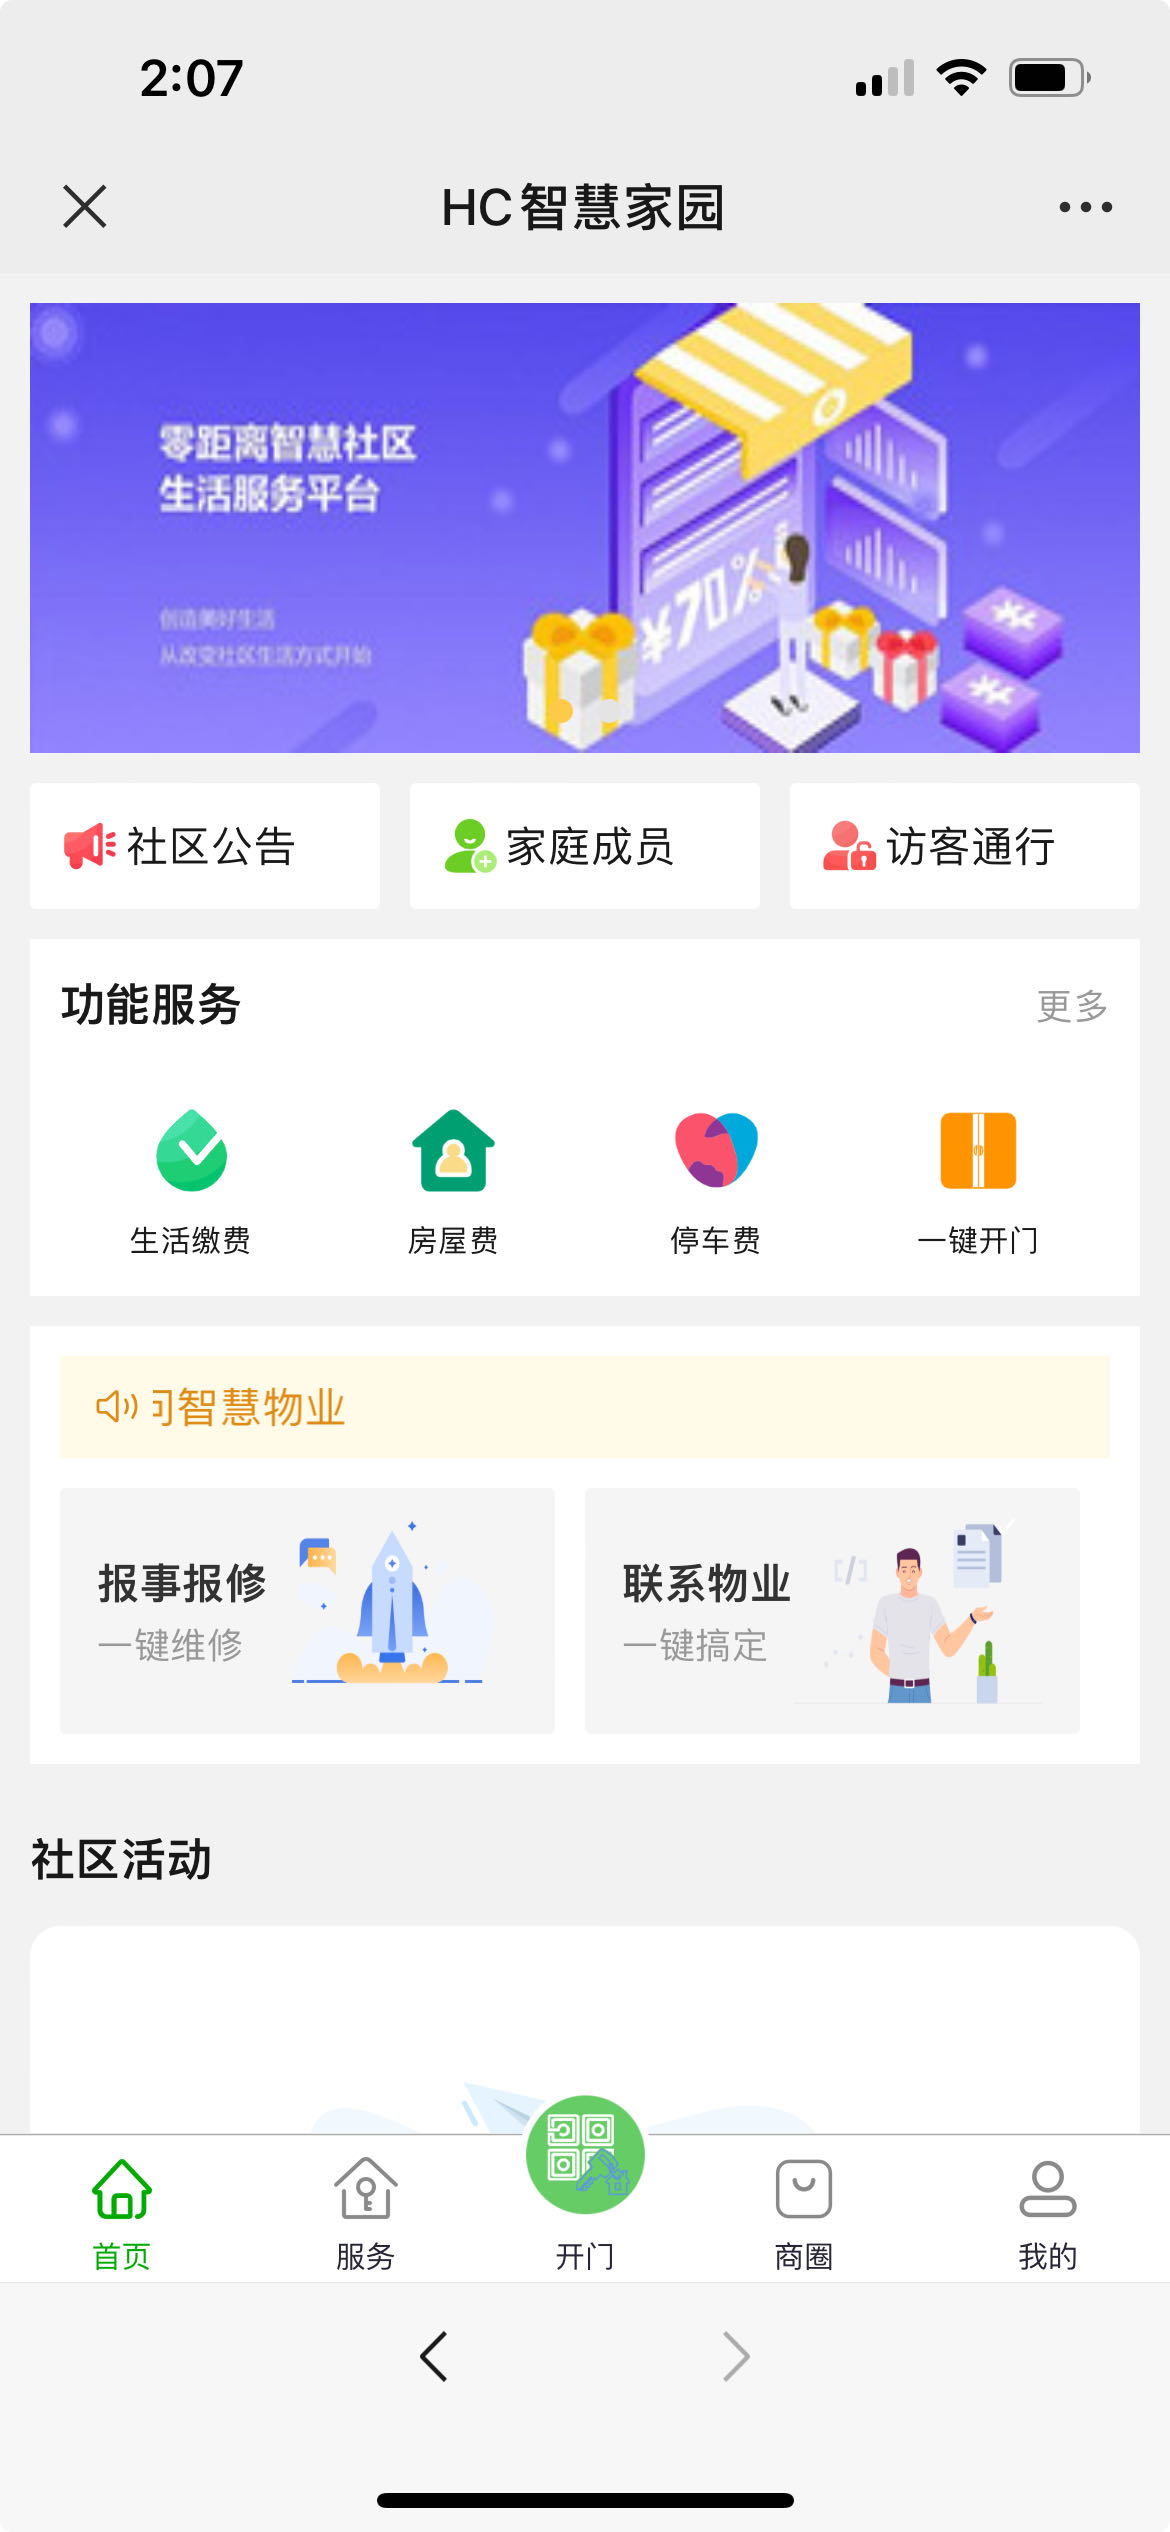 2:07
HC智慧家园
零距离智慧社区
生活服务平台
创造美好生活
从改变社区生活方式开始
¥70%
社区公告
家庭成员
访客通行
功能服务
更多
生活缴费
房屋费
停车费
一键开门
智慧物业
报事报修
一键维修
联系物业
一键搞定
社区活动
首页
服务
开门
商圈
我的